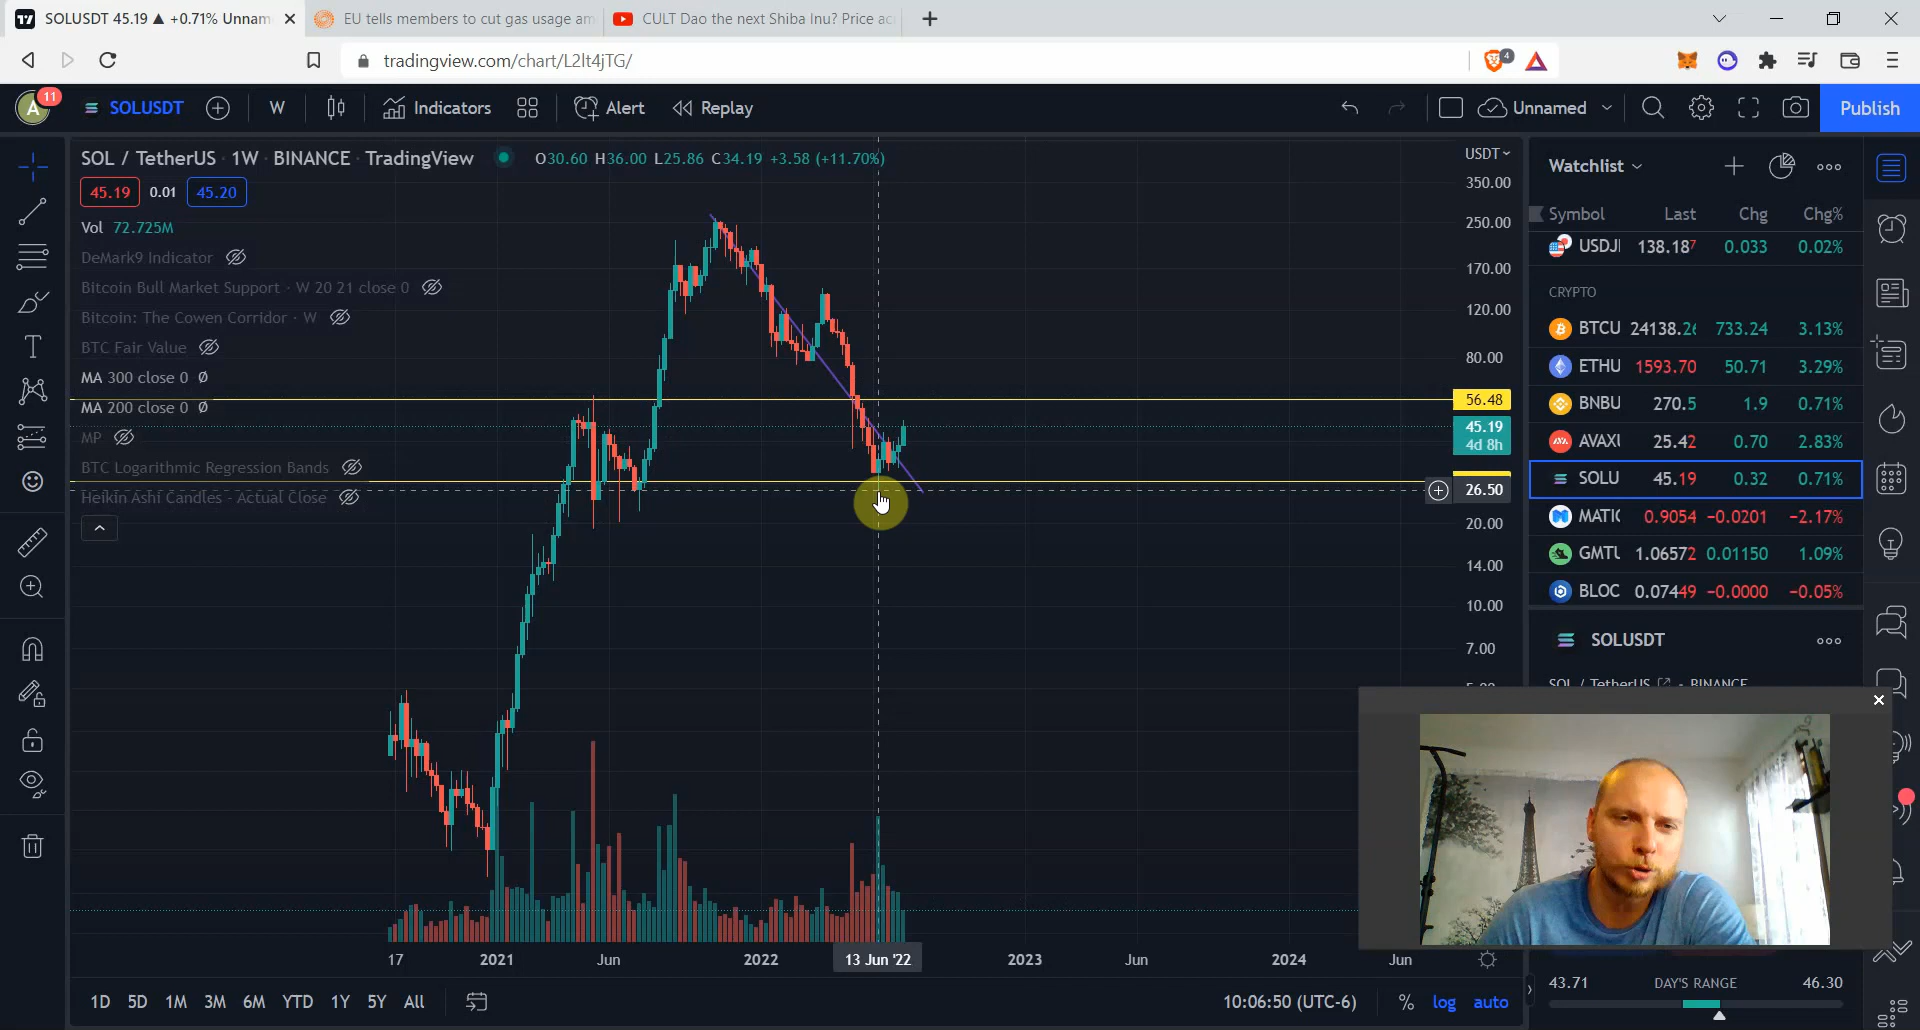 SOLUSDT 45.19 ▲ +0.71% Unnam
EU tells members to cut gas usage am
CULT Dao the next Shiba Inu? Price ac
tradingview.com/chart/L2lt4jTG/
4
A
11
SOLUSDT
W
Indicators
Alert
Replay
Unnamed
Publish
SOL / TetherUS · 1W · BINANCE · TradingView
O30.60 H36.00 L25.86 C34.19 +3.58 (+11.70%)
45.19 0.01 45.20
Vol 72.725M
DeMark9 Indicator
Bitcoin Bull Market Support · W 20 21 close 0
Bitcoin: The Cowen Corridor · W
BTC Fair Value
MA 300 close 0 Ø
MA 200 close 0 Ø
MP
BTC Logarithmic Regression Bands
Heikin Ashi Candles - Actual Close
USDT
350.00
250.00
170.00
120.00
80.00
56.48
45.19
4d 8h
26.50
20.00
14.00
10.00
7.00
17 2021 Jun 2022 13 Jun '22 2023 Jun 2024 Jun
1D 5D 1M 3M 6M YTD 1Y 5Y All
10:06:50 (UTC-6) % log auto
Watchlist
Symbol Last Chg Chg%
USDJ 138.187 0.033 0.02%
CRYPTO
BTCU 24138.26 733.24 3.13%
ETHU 1593.70 50.71 3.29%
BNBU 270.5 1.9 0.71%
AVAXU 25.42 0.70 2.83%
SOLU 45.19 0.32 0.71%
MATIC 0.9054 -0.0201 -2.17%
GMTU 1.06572 0.01150 1.09%
BLOC 0.07449 -0.0000 -0.05%
SOLUSDT
SOL / TetherUS · BINANCE
43.71 DAY'S RANGE 46.30